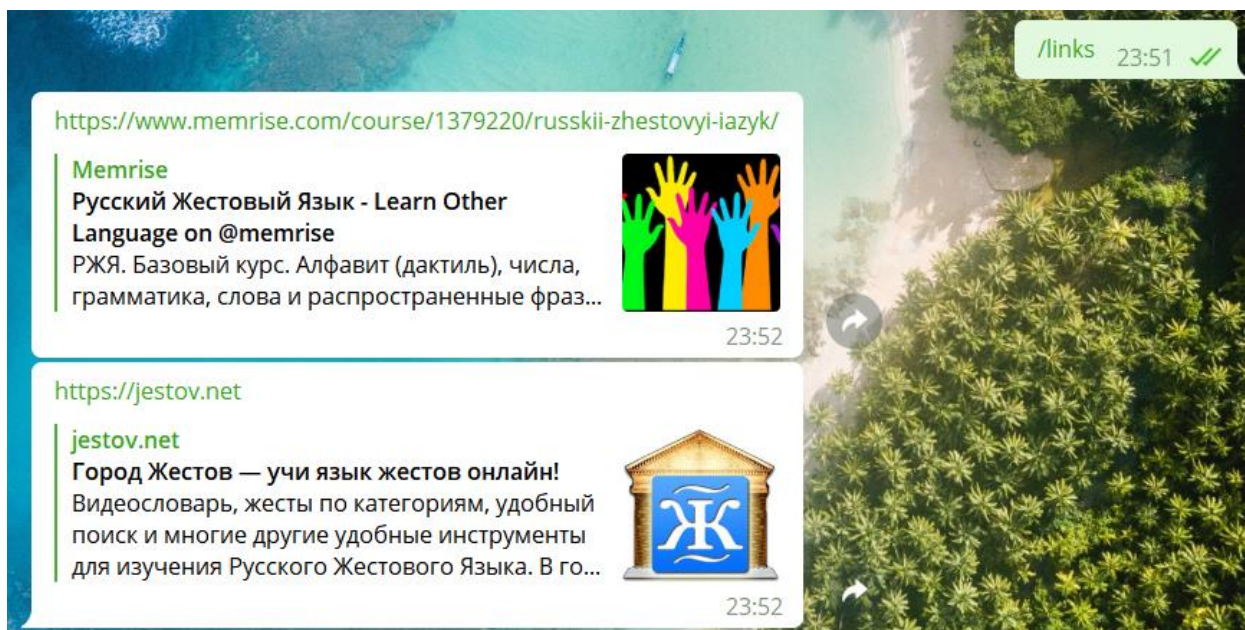 /links 23:51
https://www.memrise.com/course/1379220/russkii-zhestovyi-iazyk/
Memrise
Русский Жестовый Язык - Learn Other
Language on @memrise
РЖЯ. Базовый курс. Алфавит (дактиль), числа,
грамматика, слова и распространенные фраз...
23:52
https://jestov.net
jestov.net
Город Жестов — учи язык жестов онлайн!
Видеословарь, жесты по категориям, удобный
поиск и многие другие удобные инструменты
для изучения Русского Жестового Языка. В го...
Ж
23:52